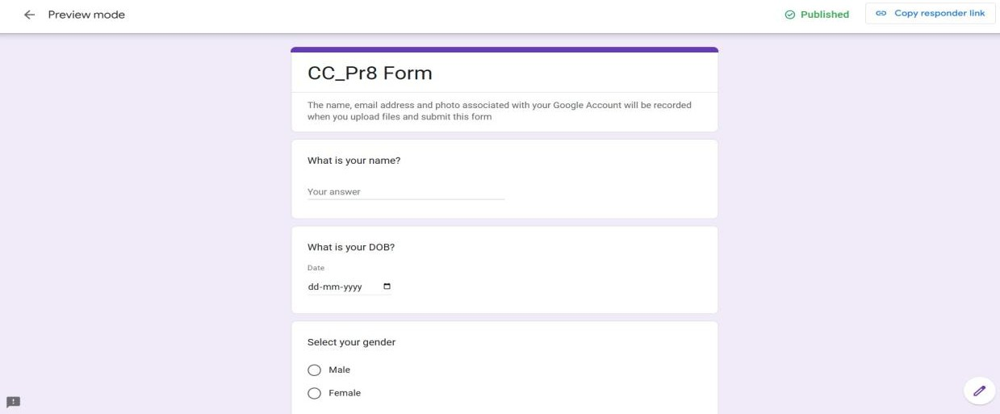 Preview mode
Published
Copy responder link
CC_Pr8 Form
The name, email address and photo associated with your Google Account will be recorded
when you upload files and submit this form
What is your name?
Your answer
What is your DOB?
Date
dd-mm-yyyy
Select your gender
Male
Female